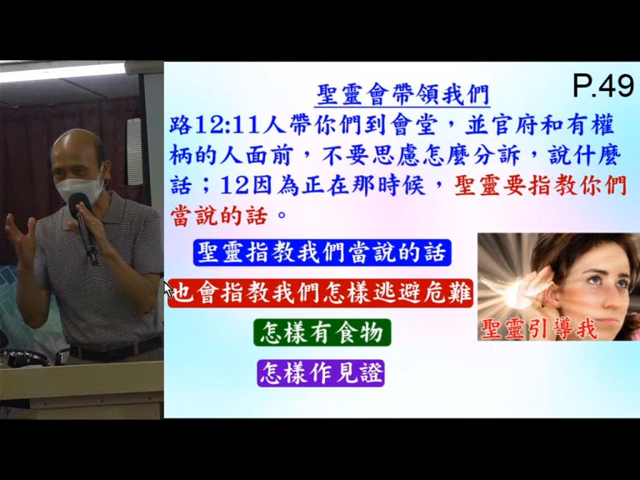 P.49
聖靈會帶領我們
路12:11人帶你們到會堂，並官府和有權
柄的人面前，不要思慮怎麼分訴，說什麼
話；12因為正在那時候，聖靈要指教你們
當說的話。
聖靈指教我們當說的話
也會指教我們怎樣逃避危難
怎樣有食物
怎樣作見證
聖靈引導我